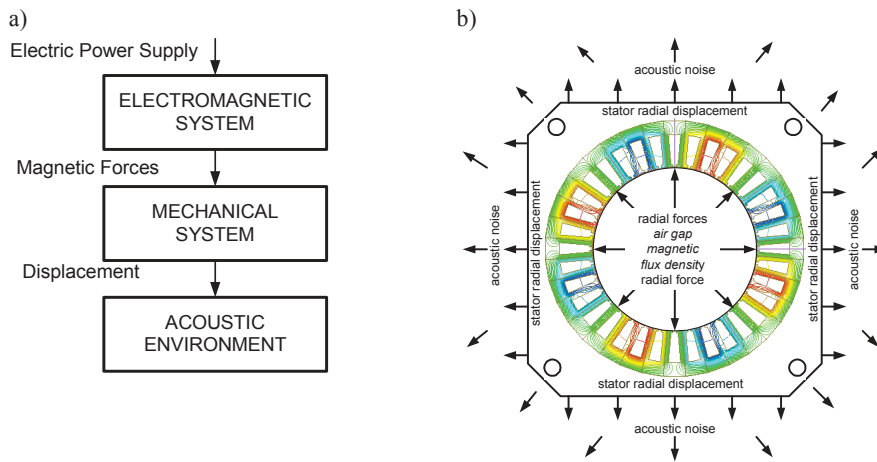 a)
Electric Power Supply
ELECTROMAGNETIC
SYSTEM
Magnetic Forces
MECHANICAL
SYSTEM
Displacement
ACOUSTIC
ENVIRONMENT
b)
acoustic noise
stator radial displacement
acoustic noise
stator radial displacement
radial forces
air gap
magnetic
flux density
radial force
stator radial displacement
acoustic noise
stator radial displacement
acoustic noise